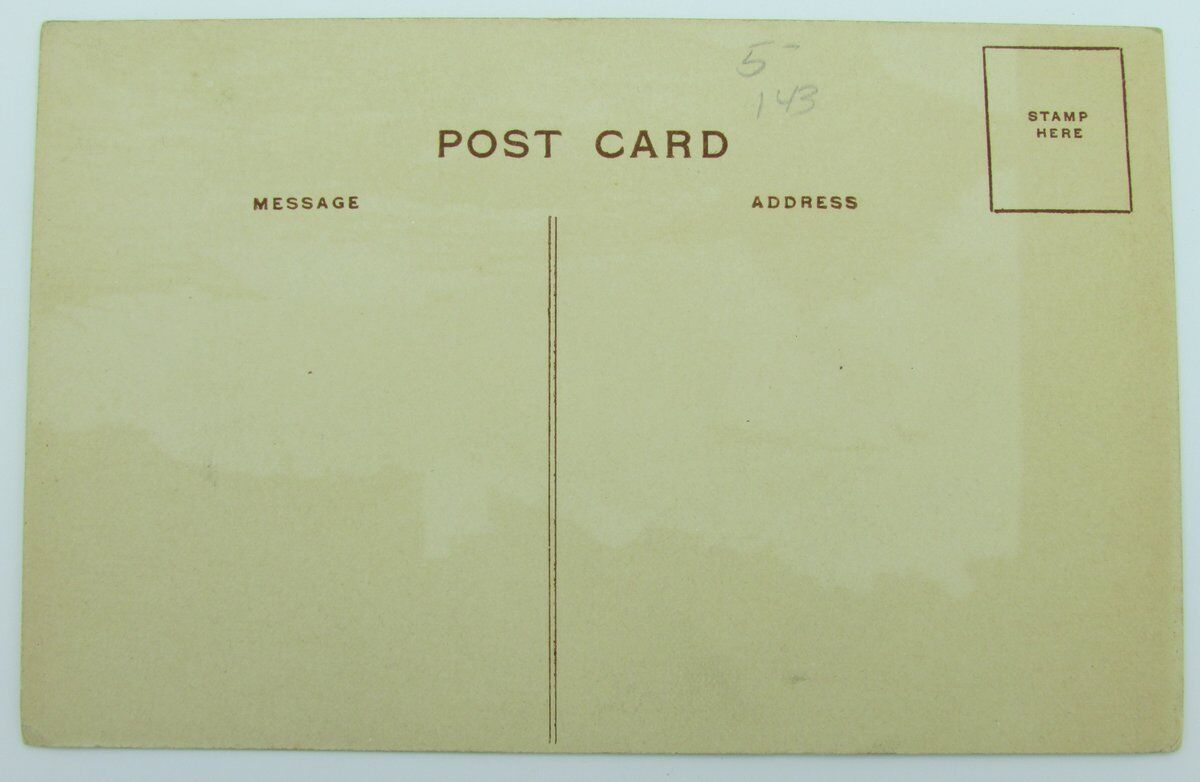 5-
143
STAMP
HERE
POST CARD
MESSAGE
ADDRESS